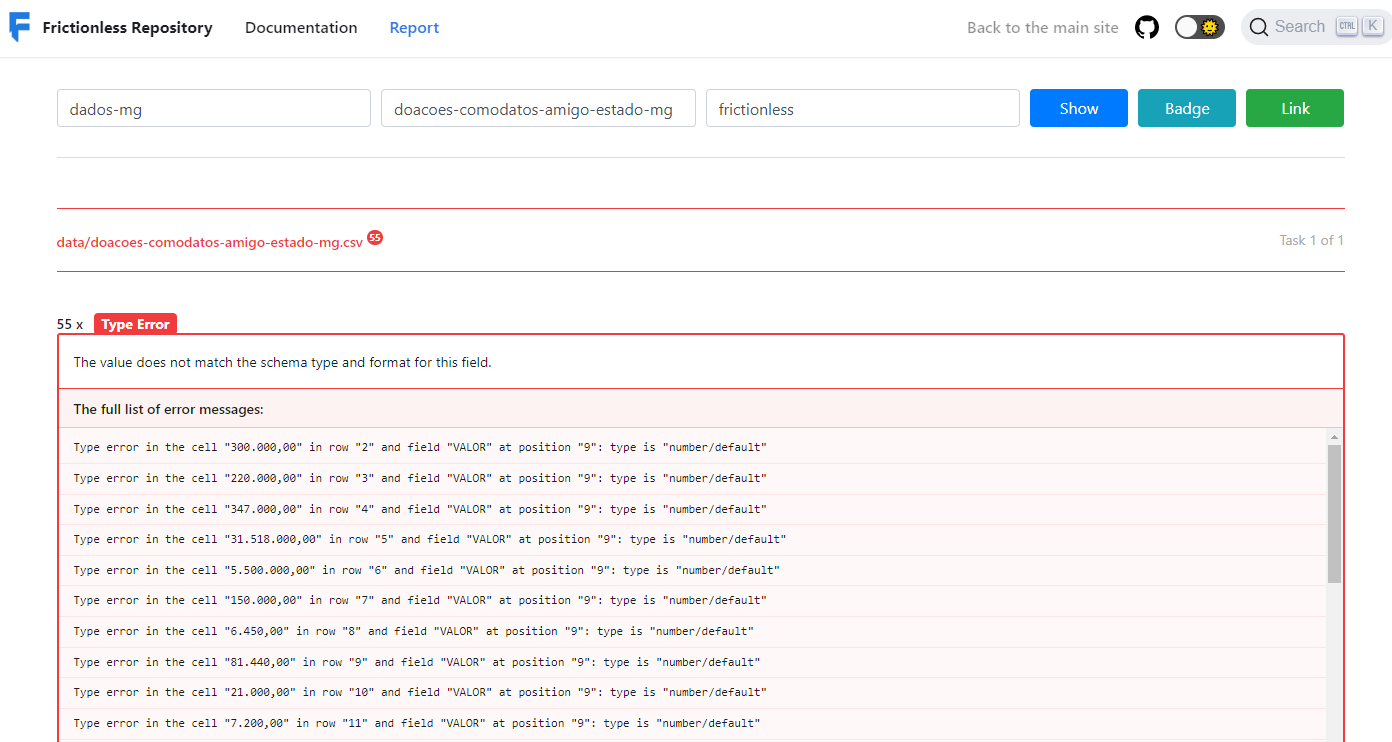 Frictionless Repository Documentation Report Back to the main site Search CTRL K
dados-mg doacoes-comodatos-amigo-estado-mg frictionless Show Badge Link
data/doacoes-comodatos-amigo-estado-mg.csv 55 Task 1 of 1
55 x Type Error
The value does not match the schema type and format for this field.
The full list of error messages:
Type error in the cell "300.000,00" in row "2" and field "VALOR" at position "9": type is "number/default"
Type error in the cell "220.000,00" in row "3" and field "VALOR" at position "9": type is "number/default"
Type error in the cell "347.000,00" in row "4" and field "VALOR" at position "9": type is "number/default"
Type error in the cell "31.518.000,00" in row "5" and field "VALOR" at position "9": type is "number/default"
Type error in the cell "5.500.000,00" in row "6" and field "VALOR" at position "9": type is "number/default"
Type error in the cell "150.000,00" in row "7" and field "VALOR" at position "9": type is "number/default"
Type error in the cell "6.450,00" in row "8" and field "VALOR" at position "9": type is "number/default"
Type error in the cell "81.440,00" in row "9" and field "VALOR" at position "9": type is "number/default"
Type error in the cell "21.000,00" in row "10" and field "VALOR" at position "9": type is "number/default"
Type error in the cell "7.200,00" in row "11" and field "VALOR" at position "9": type is "number/default"